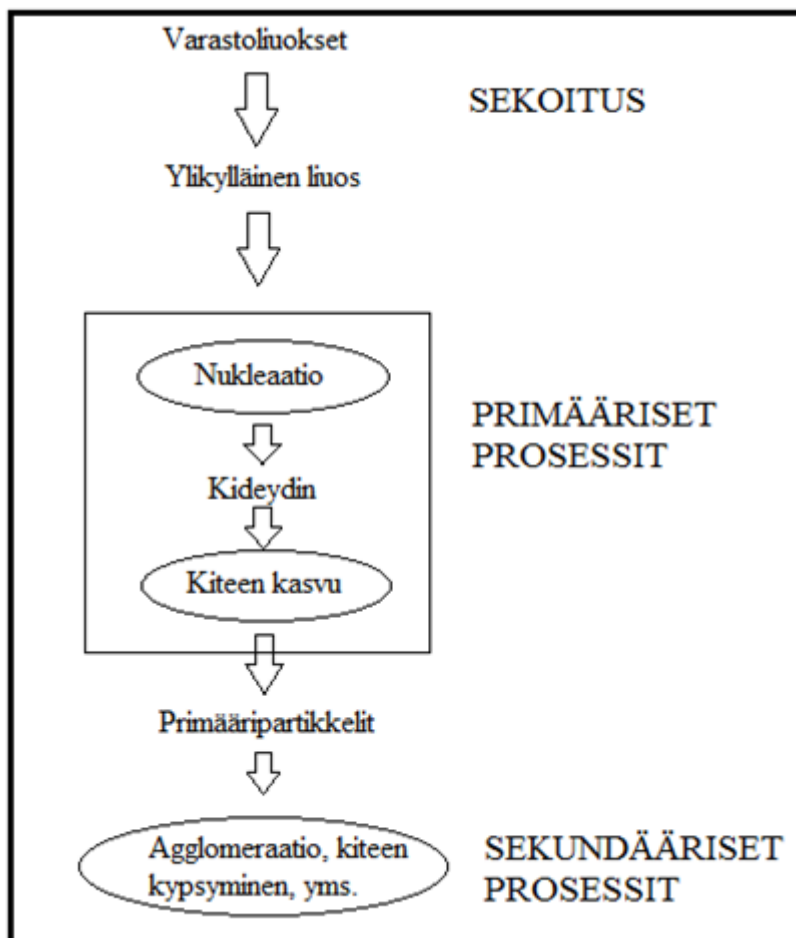 Varastoliuokset
SEKOITUS
Ylikylläinen liuos
Nukleaatio
PRIMÄÄRISET
PROSESSIT
Kideydin
Kiteen kasvu
Primääripartikkelit
Agglomeraatio, kiteen
kypsyminen, yms.
SEKUNDÄÄRISET
PROSESSIT